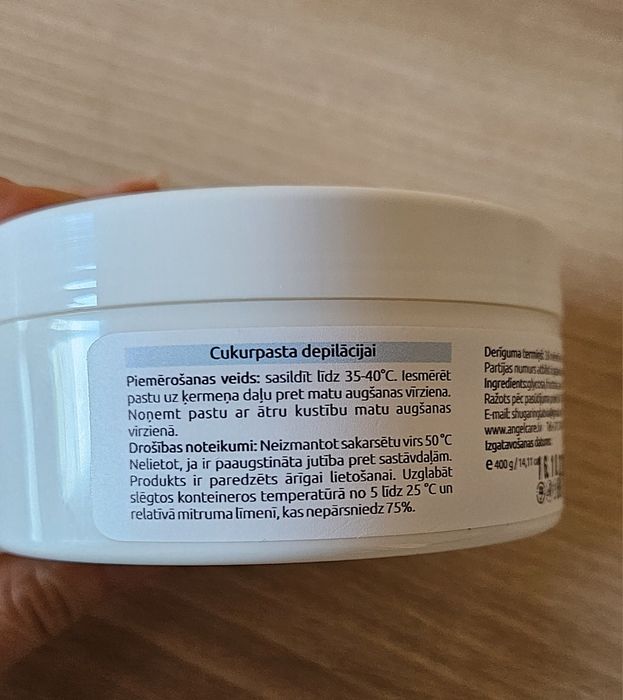 Cukurpasta depilācijai
Piemērošanas veids: sasildīt līdz 35-40°C. Iesmērēt
pastu uz ķermeņa daļu pret matu augšanas vīrziena.
Noņemt pastu ar ātru kustību matu augšanas
vīrzienā.
Drošības noteikumi: Neizmantot sakarsētu virs 50°C
Nelietot, ja ir paaugstināta jutība pret sastāvdaļām.
Produkts ir paredzēts ārīgai lietošanai. Uzglabāt
slēgtos konteineros temperatūrā no 5 līdz 25 °C un
relatīvā mitruma līmenī, kas nepārsniedz 75%.
Derīguma termiņš:
Partijas numurs
Ingredients:
Ražots pēc
E-mail:
www.angelcare.lv
Izgatavošanas datums:
e 400 g /